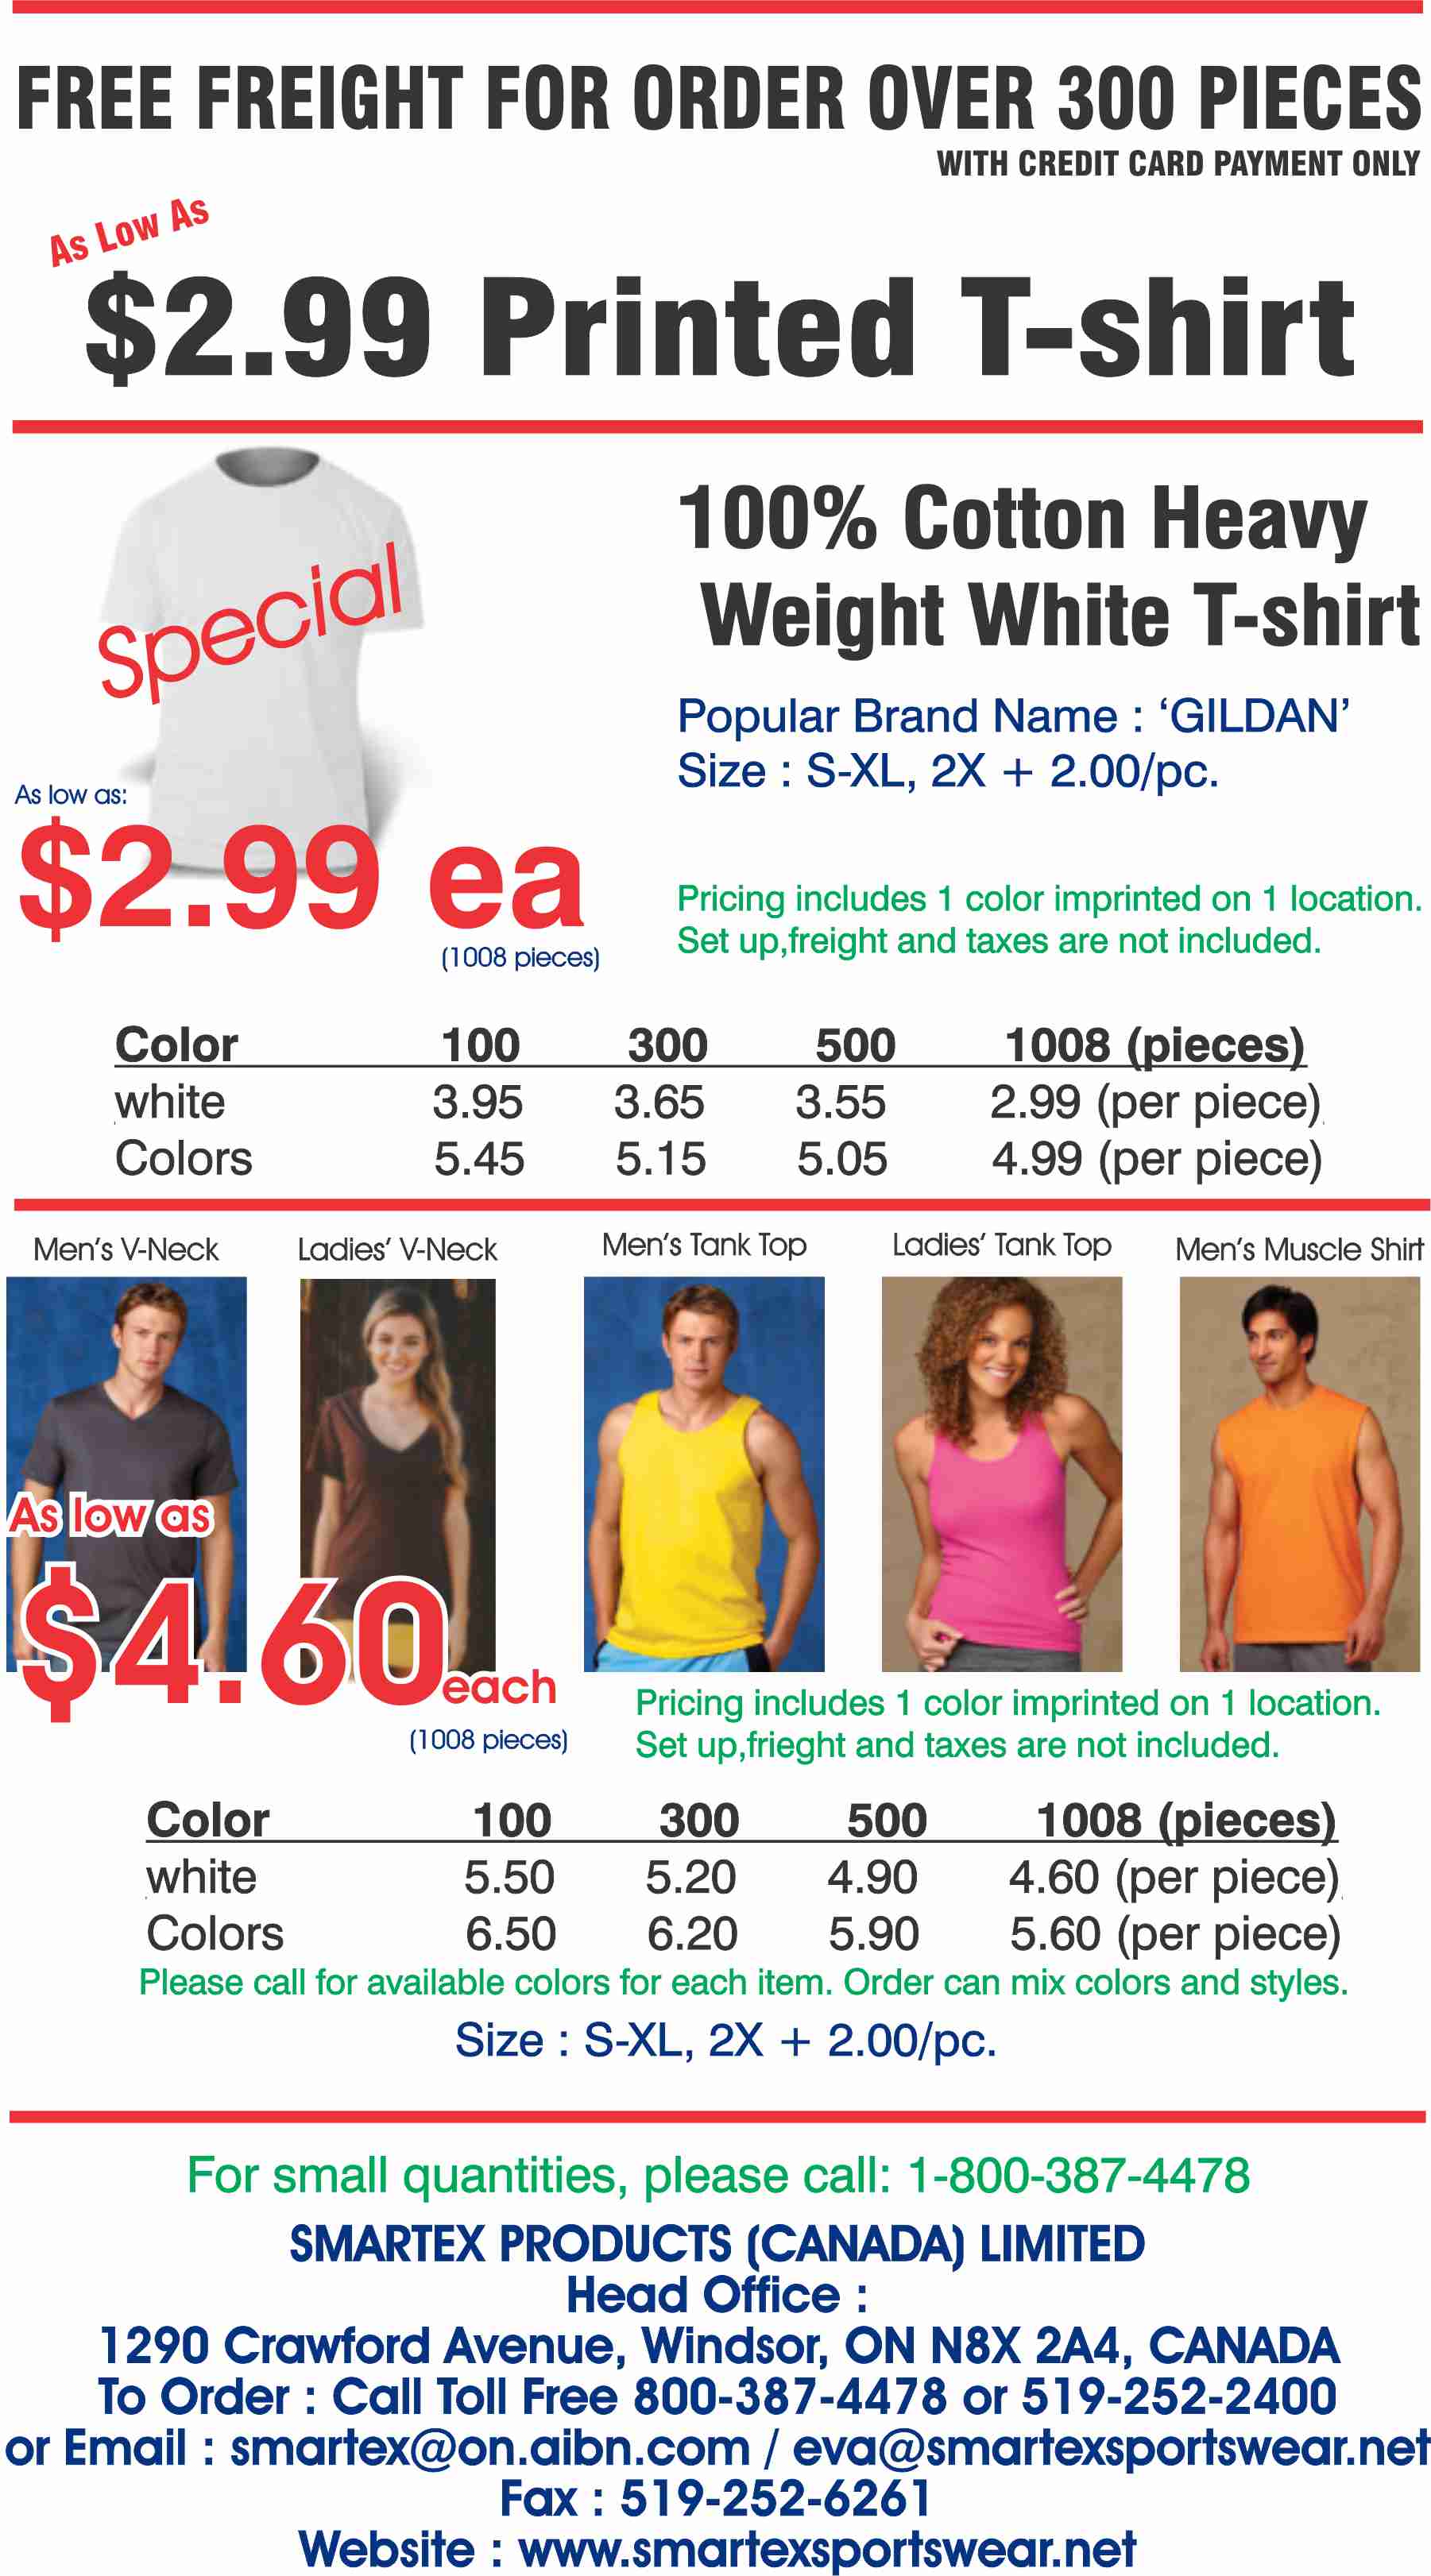 FREE FREIGHT FOR ORDER OVER 300 PIECES
WITH CREDIT CARD PAYMENT ONLY
As Low As
$2.99 Printed T-shirt
Special
100% Cotton Heavy
Weight White T-shirt
Popular Brand Name : ‘GILDAN’
Size : S-XL, 2X + 2.00/pc.
As low as:
$2.99 ea
(1008 pieces)
Pricing includes 1 color imprinted on 1 location.
Set up,freight and taxes are not included.
Color 100 300 500 1008 (pieces)
white 3.95 3.65 3.55 2.99 (per piece)
Colors 5.45 5.15 5.05 4.99 (per piece)
Men's V-Neck Ladies' V-Neck Men's Tank Top Ladies' Tank Top Men's Muscle Shirt
As low as
$4.60 each
(1008 pieces)
Pricing includes 1 color imprinted on 1 location.
Set up,frieght and taxes are not included.
Color 100 300 500 1008 (pieces)
white 5.50 5.20 4.90 4.60 (per piece)
Colors 6.50 6.20 5.90 5.60 (per piece)
Please call for available colors for each item. Order can mix colors and styles.
Size : S-XL, 2X + 2.00/pc.
For small quantities, please call: 1-800-387-4478
SMARTEX PRODUCTS (CANADA) LIMITED
Head Office :
1290 Crawford Avenue, Windsor, ON N8X 2A4, CANADA
To Order : Call Toll Free 800-387-4478 or 519-252-2400
or Email : smartex@on.aibn.com / eva@smartexsportswear.net
Fax : 519-252-6261
Website : www.smartexsportswear.net